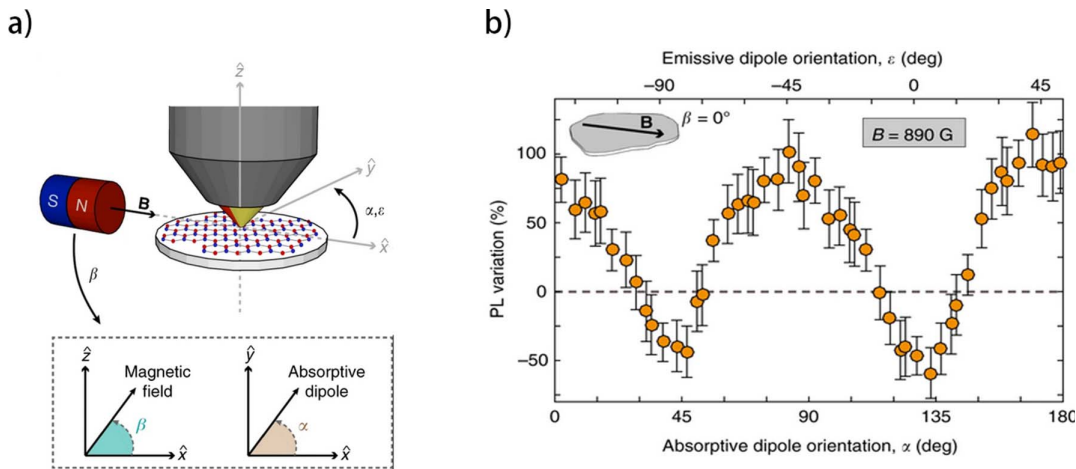 a)
ẑ
ŷ
S N
B
α,ε
x̂
β
ẑ
Magnetic
field
β
x̂
ŷ
Absorptive
dipole
α
x̂
b)
Emissive dipole orientation, ε (deg)
−90 −45 0 45
B
β = 0°
B = 890 G
PL variation (%)
100
50
0
−50
0 45 90 135 180
Absorptive dipole orientation, α (deg)